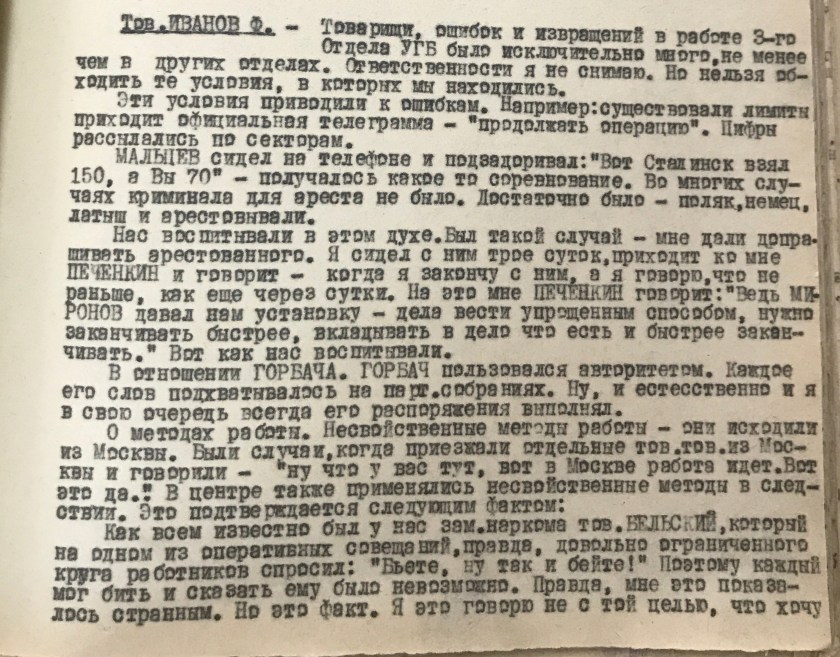 Тов.ИВАНОВ Ф. - Товарищи, ошибок и извращений в работе 3-го
Отдела УГБ было исключительно много,не менее
чем в других отделах. Ответственности я не снимаю. Но нельзя об-
ходить те условия, в которых мы находились.
Эти условия приводили к ошибкам. Например:существовали лимиты
приходит официальная телеграмма - "продолжать операцию". Цифры
рассылались по секторам.
МАЛЬЦЕВ сидел на телефоне и подзадоривал:"Вот Сталинск взял
150, а Вы 70" - получалось какое то соревнование. Во многих слу-
чаях криминала для ареста не было. Достаточно было - поляк,немец,
латыш и арестовывали.
Нас воспитывали в этом духе.Был такой случай - мне дали допра-
шивать арестованного. Я сидел с ним трое суток,приходит ко мне
ПЕЧЕНКИН и говорит - когда я закончу с ним, а я говорю,что не
раньше, как еще через сутки. На это мне ПЕЧЕНКИН говорит:"Ведь МИ-
РОНОВ давал нам установку - дела вести упрощенным способом, нужно
заканчивать быстрее, вкладывать в дело что есть и быстрее закан-
чивать." Вот как нас воспитывали.
В отношении ГОРБАЧА. ГОРБАЧ пользовался авторитетом. Каждое
его слов подхватывалось на парт.собраниях. Ну, и естесственно и я
в свою очередь всегда его распоряжения выполнял.
О методах работы. Несвойственные методы работы - они исходили
из Москвы. Были случаи,когда приезжали отдельные тов.тов.из Мос-
квы и говорили - "ну что у вас тут, вот в Москве работа идет.Вот
это да." В центре также применялись несвойственные методы в след-
ствии. Это подтверждается следующим фактом:
Как всем известно был у нас зам.наркома тов.БЕЛЬСКИЙ,который
на одном из оперативных совещаний,правда, довольно ограниченного
круга работников спросил: "Бьете, ну так и бейте!" Поэтому каждый
мог бить и сказать ему было невозможно. Правда, мне это показа-
лось странным. Но это факт. Я это говорю не с той целью, что хочу